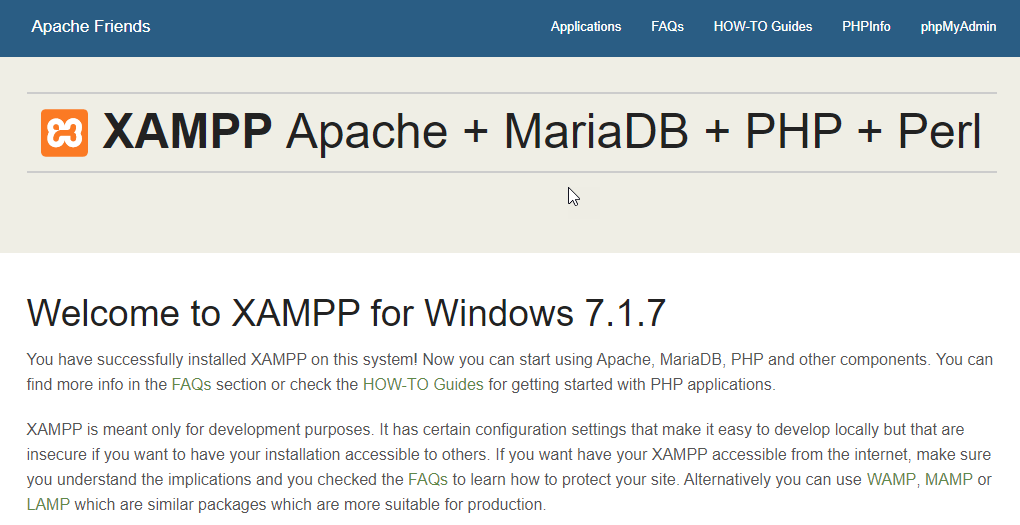 Apache Friends
Applications FAQs HOW-TO Guides PHPInfo phpMyAdmin
XAMPP Apache + MariaDB + PHP + Perl
Welcome to XAMPP for Windows 7.1.7
You have successfully installed XAMPP on this system! Now you can start using Apache, MariaDB, PHP and other components. You can
find more info in the FAQs section or check the HOW-TO Guides for getting started with PHP applications.
XAMPP is meant only for development purposes. It has certain configuration settings that make it easy to develop locally but that are
insecure if you want to have your installation accessible to others. If you want have your XAMPP accessible from the internet, make sure
you understand the implications and you checked the FAQs to learn how to protect your site. Alternatively you can use WAMP, MAMP or
LAMP which are similar packages which are more suitable for production.